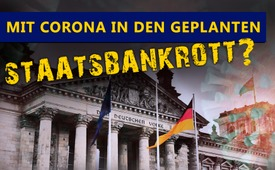 MIT CORONA IN DEN GEPLANTEN
STAATSBANKROTT?
DEUTSCHEN VOLKE